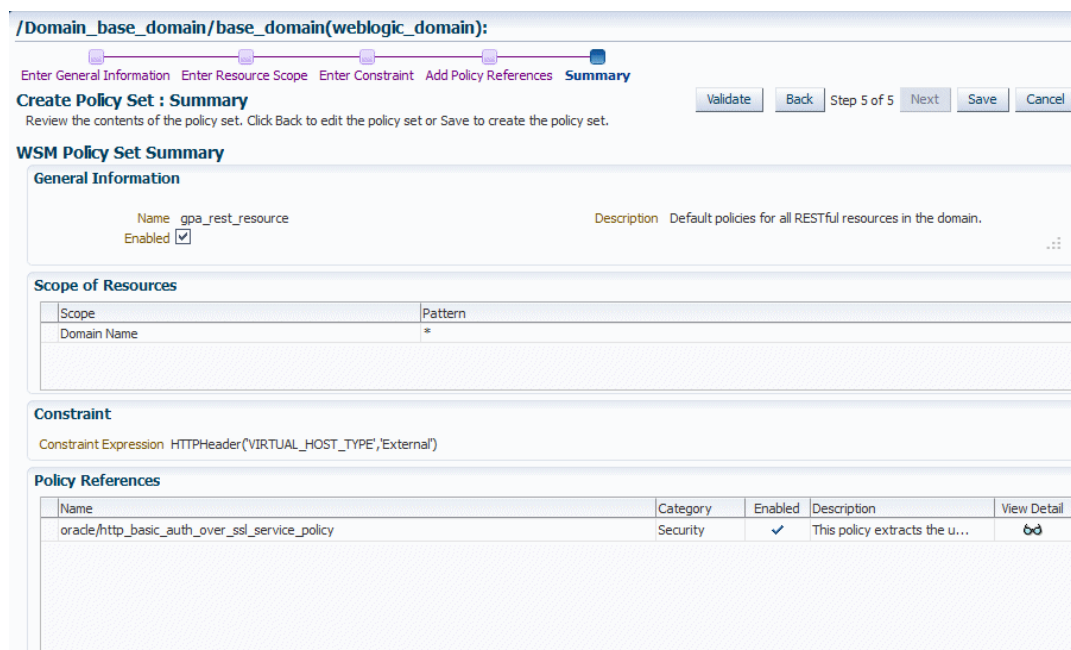 /Domain_base_domain/base_domain(weblogic_domain):
Enter General Information Enter Resource Scope Enter Constraint Add Policy References Summary
Create Policy Set : Summary
Validate Back Step 5 of 5 Next Save Cancel
Review the contents of the policy set. Click Back to edit the policy set or Save to create the policy set.
WSM Policy Set Summary
General Information
Name gpa_rest_resource Description Default policies for all RESTful resources in the domain.
Enabled
Scope of Resources
Scope Pattern
Domain Name *
Constraint
Constraint Expression HTTPHeader('VIRTUAL_HOST_TYPE','External')
Policy References
Name Category Enabled Description View Detail
oracle/http_basic_auth_over_ssl_service_policy Security This policy extracts the u...